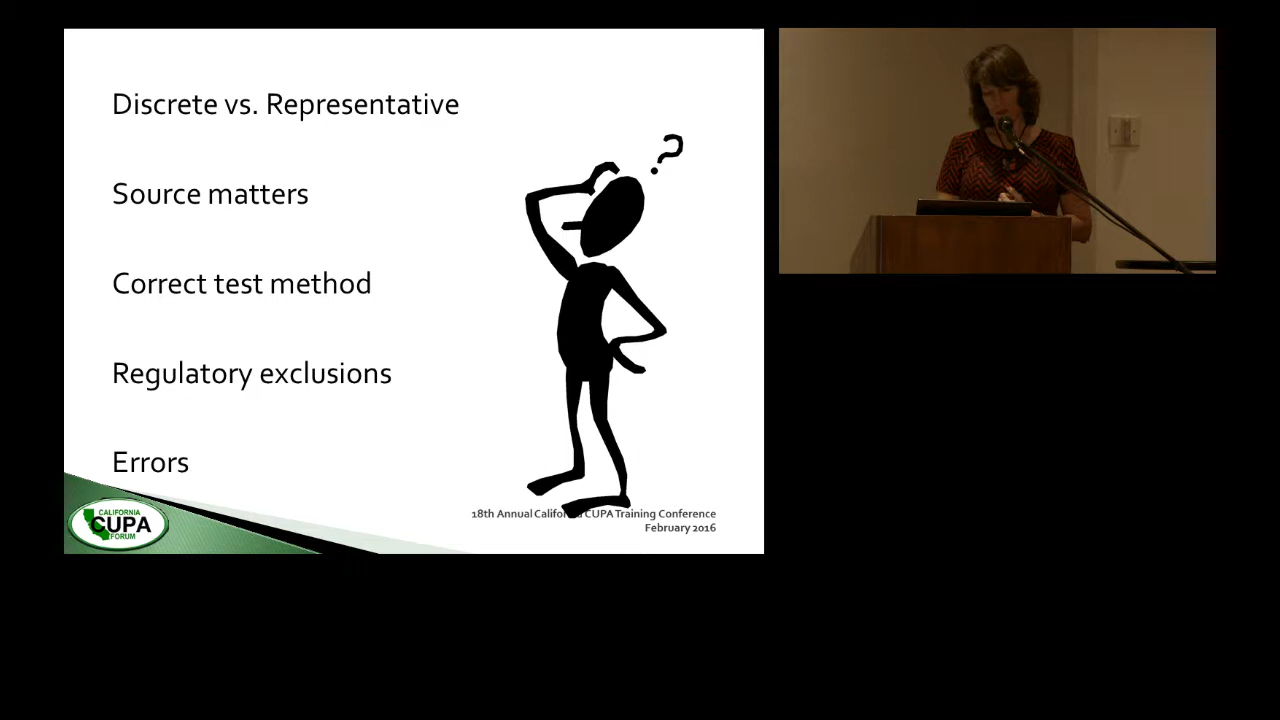 Discrete vs. Representative
Source matters
Correct test method
Regulatory exclusions
Errors
?
18th Annual California CUPA Training Conference
February 2016
CALIFORNIA
CUPA
FORUM